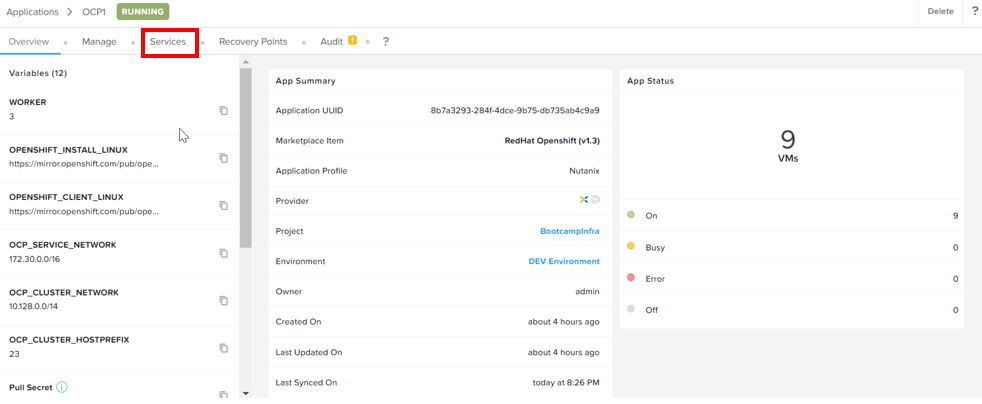 Applications > OCP1 RUNNING Delete ?
Overview Manage Services Recovery Points Audit ?
Variables (12)
WORKER
3
OPENSHIFT_INSTALL_LINUX
https://mirror.openshift.com/pub/ope...
OPENSHIFT_CLIENT_LINUX
https://mirror.openshift.com/pub/ope...
OCP_SERVICE_NETWORK
172.30.0.0/16
OCP_CLUSTER_NETWORK
10.128.0.0/14
OCP_CLUSTER_HOSTPREFIX
23
Pull Secret
App Summary
Application UUID 8b7a3293-284f-4dce-9b75-db735ab4c9a9
Marketplace Item RedHat Openshift (v1.3)
Application Profile Nutanix
Provider
Project BootcampInfra
Environment DEV Environment
Owner admin
Created On about 4 hours ago
Last Updated On about 4 hours ago
Last Synced On today at 8:26 PM
App Status
9
VMs
On 9
Busy 0
Error 0
Off 0